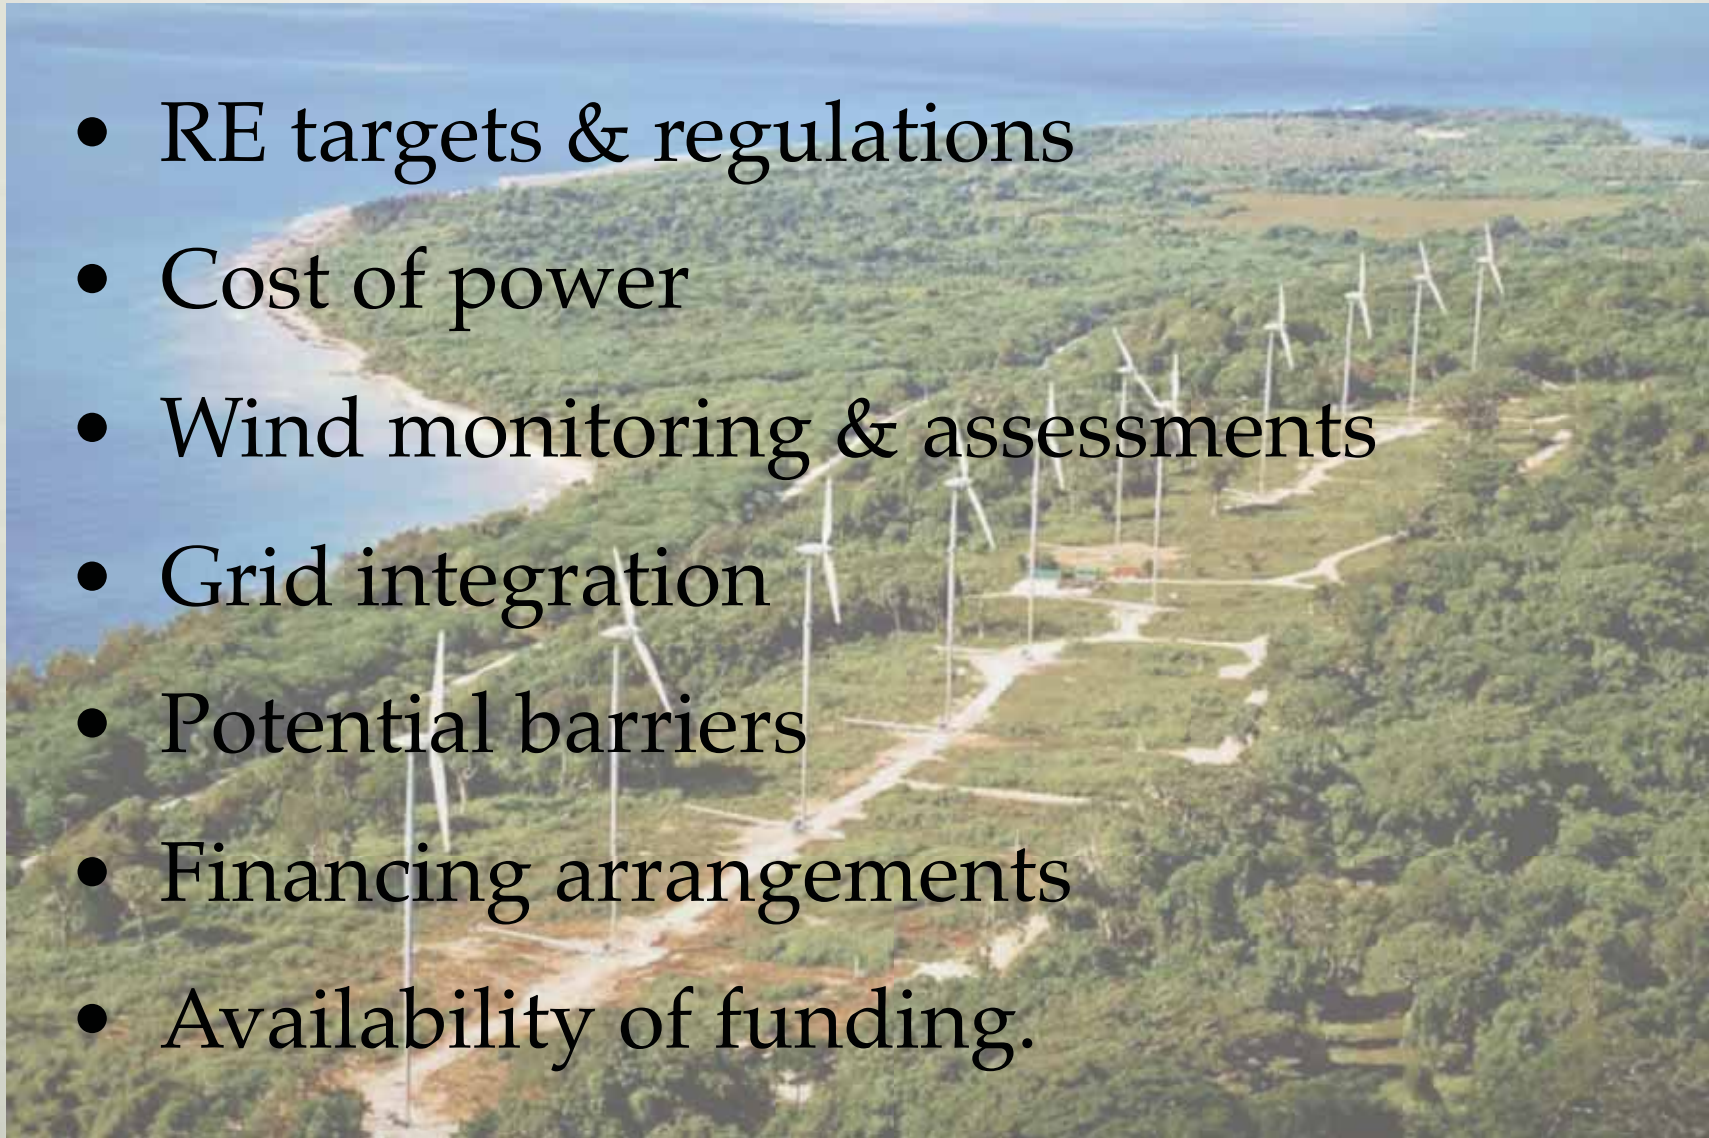 • RE targets & regulations
• Cost of power
• Wind monitoring & assessments
• Grid integration
• Potential barriers
• Financing arrangements
• Availability of funding.